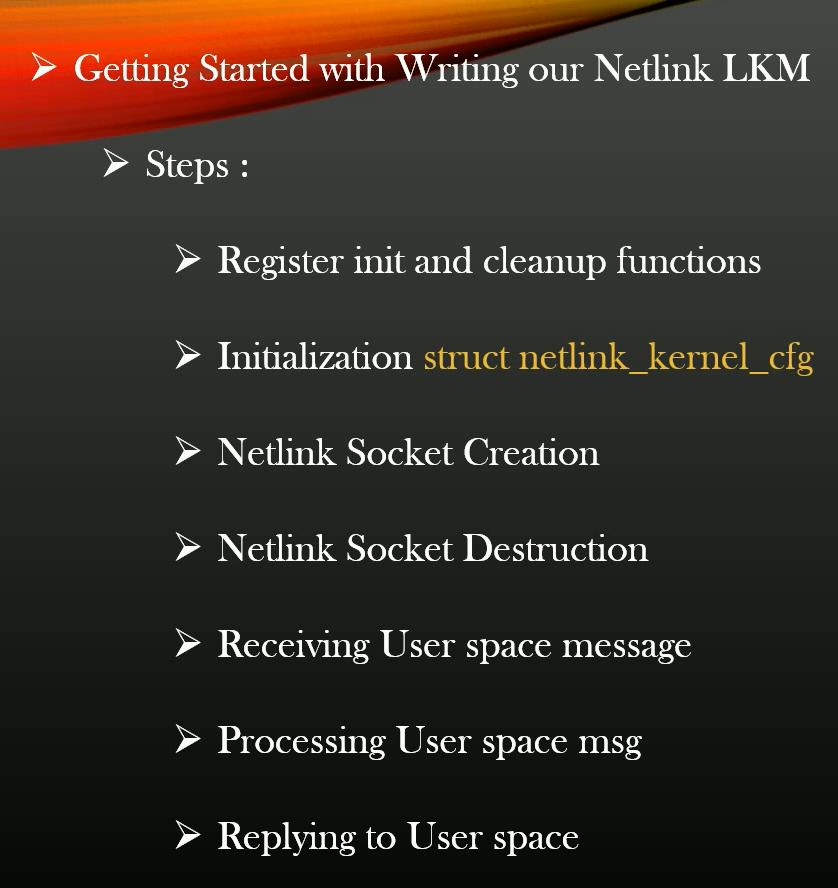 Getting Started with Writing our Netlink LKM
Steps :
Register init and cleanup functions
Initialization struct netlink_kernel_cfg
Netlink Socket Creation
Netlink Socket Destruction
Receiving User space message
Processing User space msg
Replying to User space